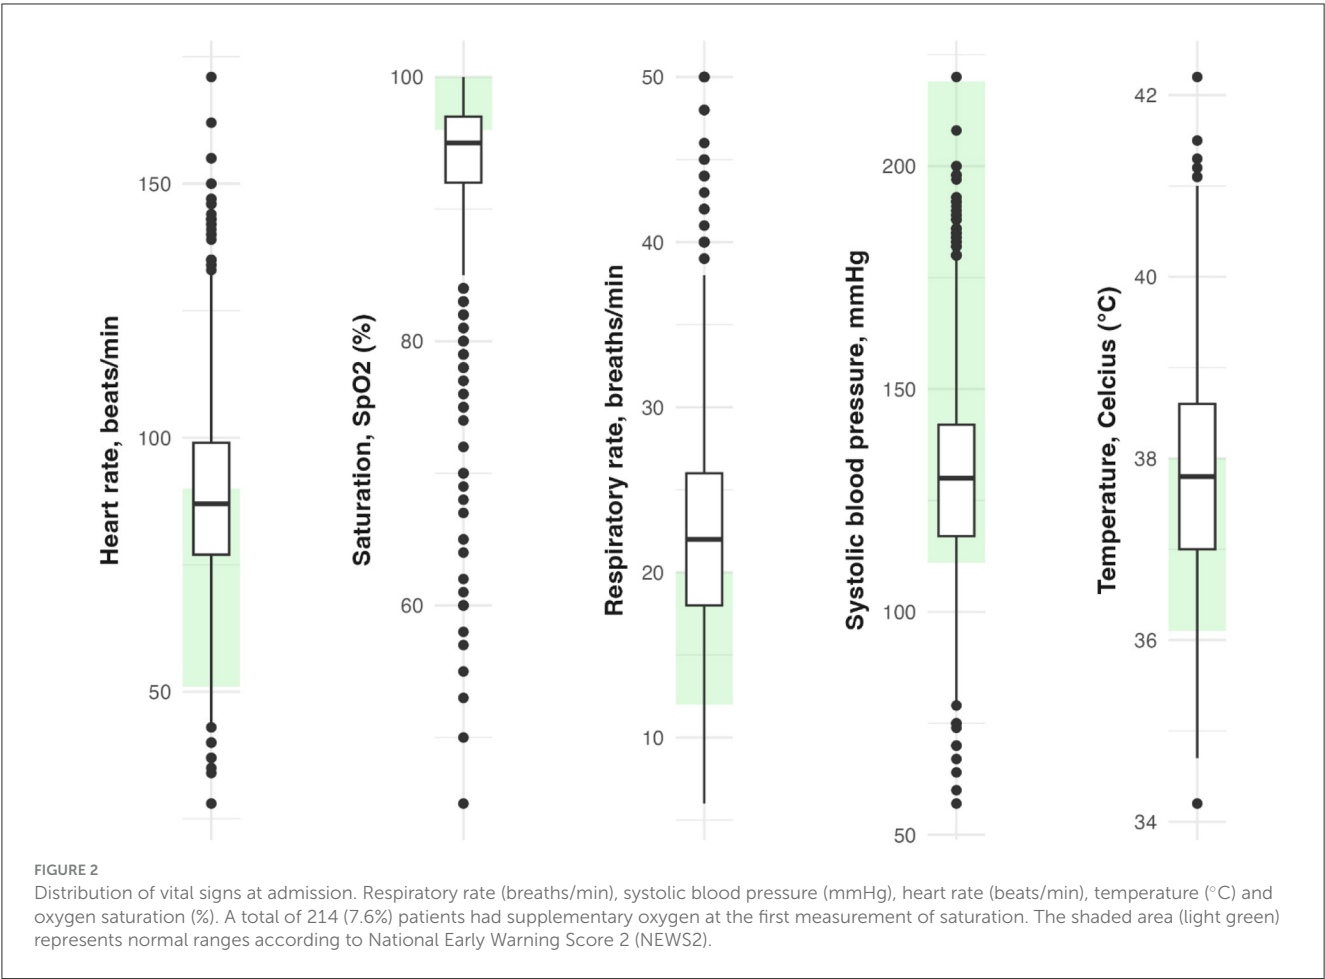 Heart rate, beats/min
150
100
50
Saturation, SpO2 (%)
100
80
60
Respiratory rate, breaths/min
50
40
30
20
10
Systolic blood pressure, mmHg
200
150
100
50
Temperature, Celcius (°C)
42
40
38
36
34
FIGURE 2
Distribution of vital signs at admission. Respiratory rate (breaths/min), systolic blood pressure (mmHg), heart rate (beats/min), temperature (°C) and
oxygen saturation (%). A total of 214 (7.6%) patients had supplementary oxygen at the first measurement of saturation. The shaded area (light green)
represents normal ranges according to National Early Warning Score 2 (NEWS2).